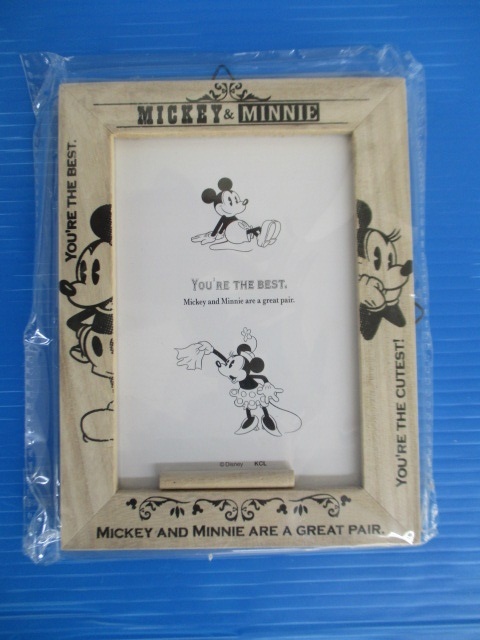 MICKEY & MINNIE
YOU'RE THE BEST.
YOU'RE THE BEST.
Mickey and Minnie are a great pair.
YOU'RE THE CUTEST!
© Disney KCL
MICKEY AND MINNIE ARE A GREAT PAIR.